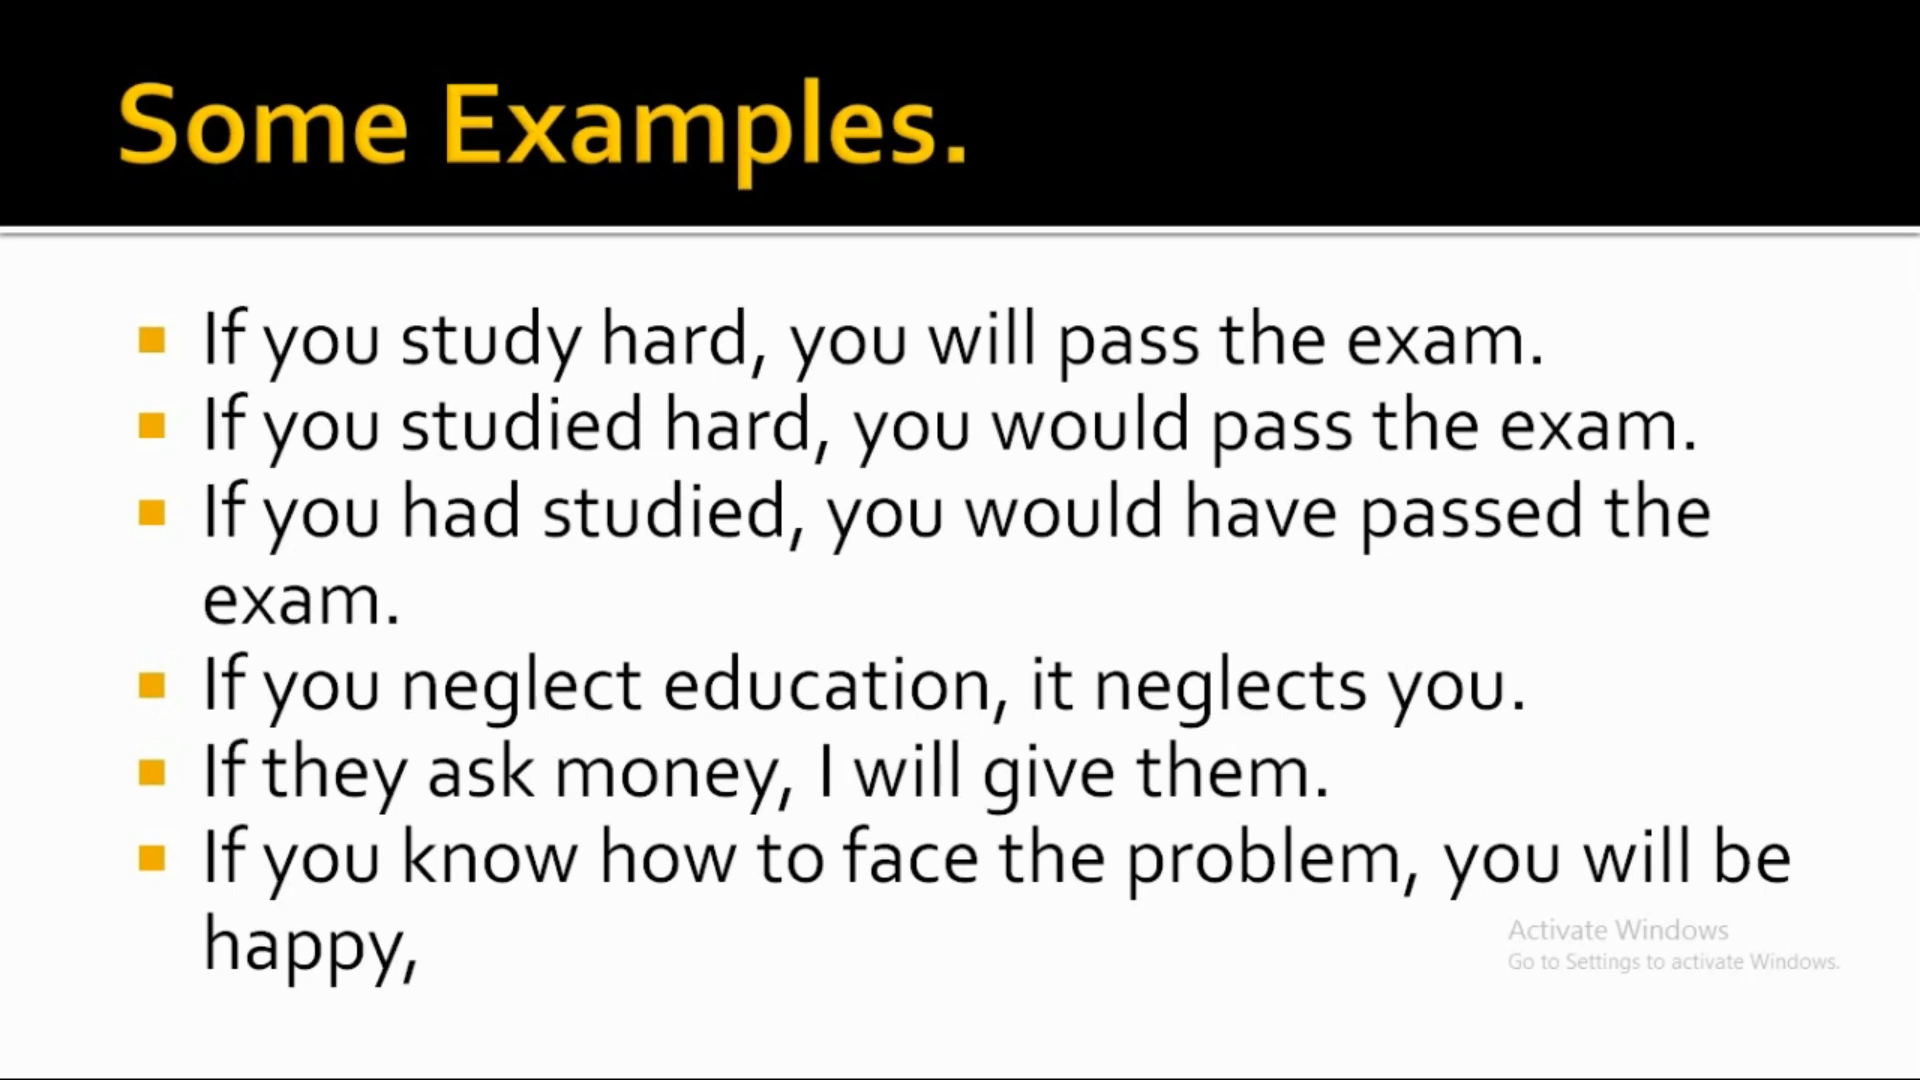 Some Examples.
If you study hard, you will pass the exam.
If you studied hard, you would pass the exam.
If you had studied, you would have passed the
exam.
If you neglect education, it neglects you.
If they ask money, I will give them.
If you know how to face the problem, you will be
happy,
Activate Windows
Go to Settings to activate Windows.